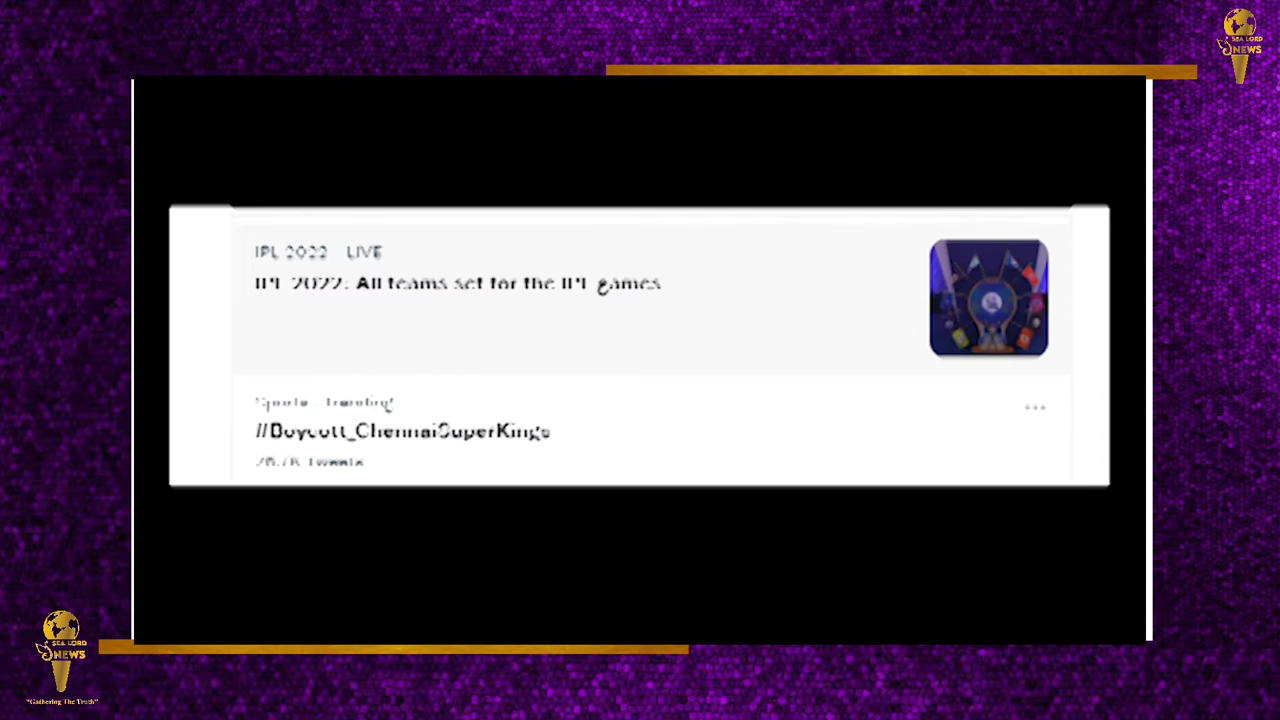 SEA LORD
NEWS
IPL 2022 LIVE
IPL 2022: All teams set for the IPL games
Sports . Trending
#Boycott_ChennaiSuperKings
Tweets
SEA LORD
NEWS
"Gathering The Truth"